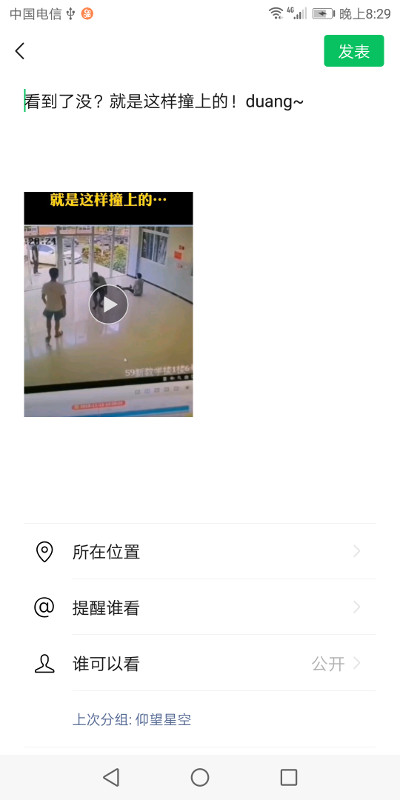 中国电信
晚上8:29
发表
看到了没？就是这样撞上的！duang~
就是这样撞上的…
:20:24
所在位置
提醒谁看
谁可以看 公开
上次分组: 仰望星空